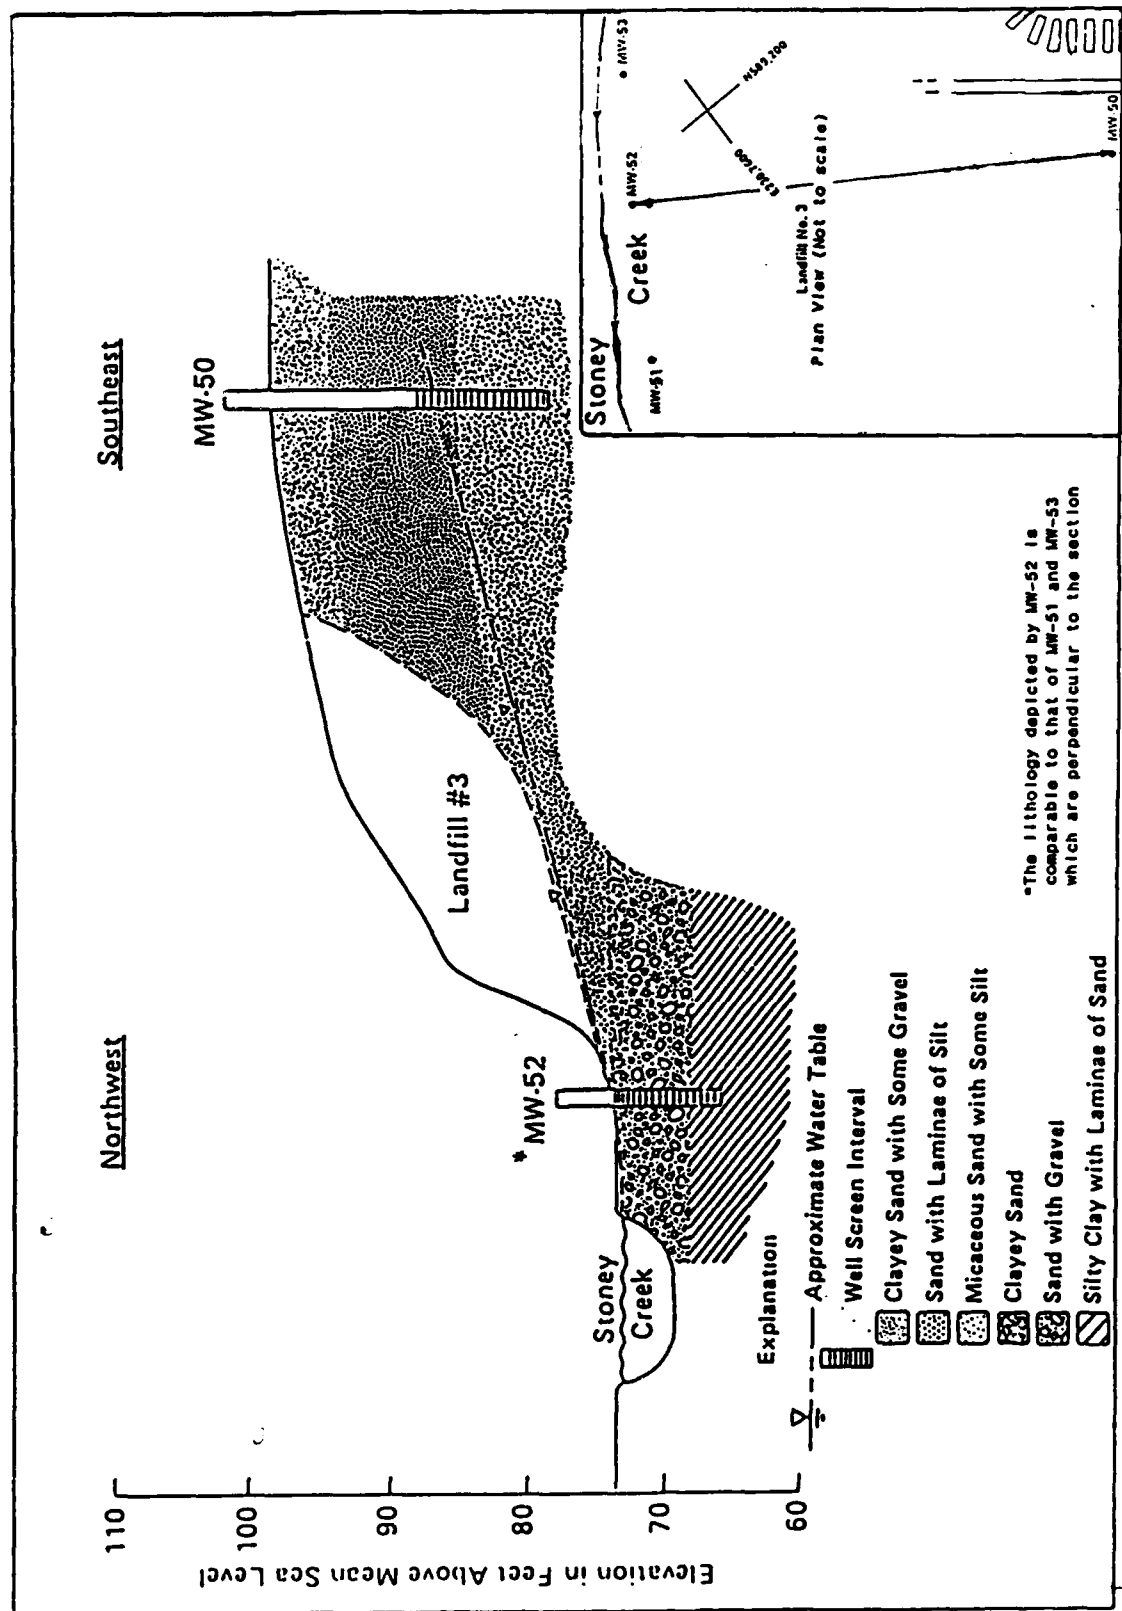 Northwest
Southeast
MW-50
* MW-52
Landfill #3
Stoney
Creek
Elevation in Feet Above Mean Sea Level
110
100
90
80
70
60
Explanation
Approximate Water Table
Well Screen Interval
Clayey Sand with Some Gravel
Sand with Laminae of Silt
Micaceous Sand with Some Silt
Clayey Sand
Sand with Gravel
Silty Clay with Laminae of Sand
*The lithology depicted by MW-52 is
comparable to that of MW-51 and MW-53
which are perpendicular to the section
Stoney
Creek
MW-51
MW-52
MW-53
N589,200
Landfill No. 3
Plan View (Not to scale)
MW-50